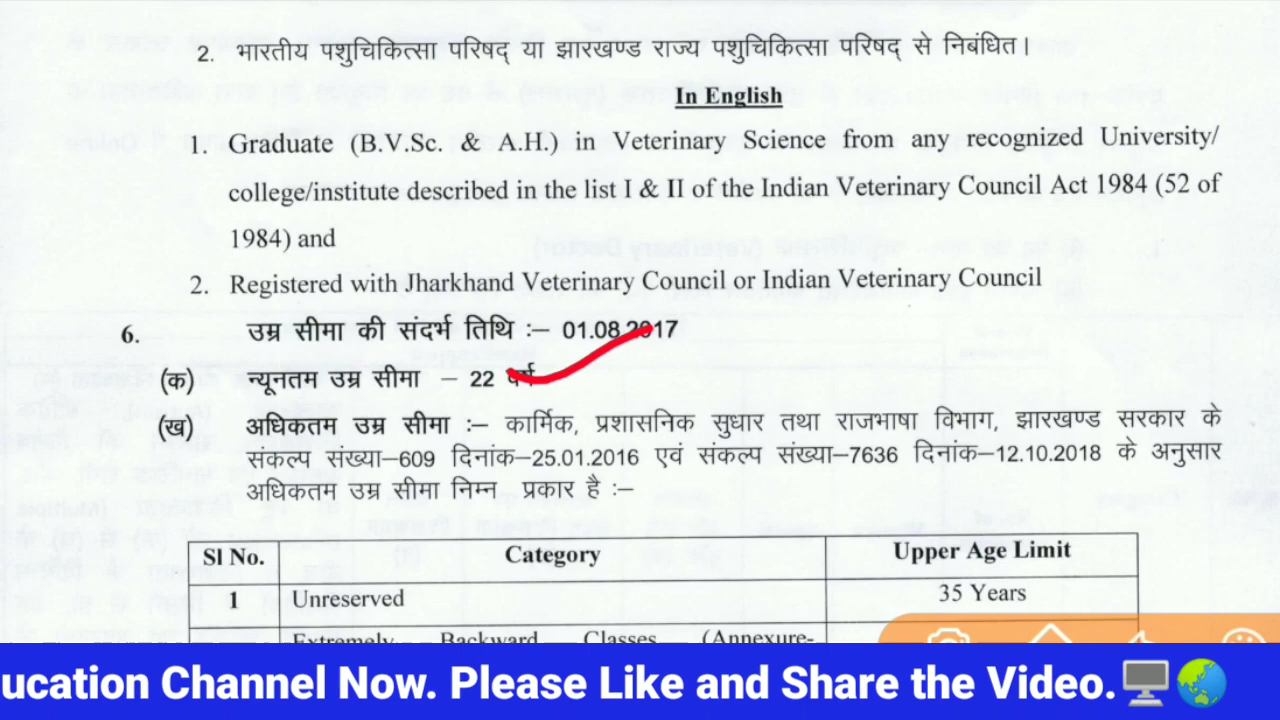 2. भारतीय पशुचिकित्सा परिषद् या झारखण्ड राज्य पशुचिकित्सा परिषद् से निबंधित।
In English
1. Graduate (B.V.Sc. & A.H.) in Veterinary Science from any recognized University/
college/institute described in the list I & II of the Indian Veterinary Council Act 1984 (52 of
1984) and
2. Registered with Jharkhand Veterinary Council or Indian Veterinary Council
6. उम्र सीमा की संदर्भ तिथि :– 01.08.2017
(क) न्यूनतम उम्र सीमा – 22 वर्ष
(ख) अधिकतम उम्र सीमा :– कार्मिक, प्रशासनिक सुधार तथा राजभाषा विभाग, झारखण्ड सरकार के
संकल्प संख्या–609 दिनांक–25.01.2016 एवं संकल्प संख्या–7636 दिनांक–12.10.2018 के अनुसार
अधिकतम उम्र सीमा निम्न प्रकार है :–
Sl No. Category Upper Age Limit
1 Unreserved 35 Years
Extremely Backward Classes (Annexure-
ucation Channel Now. Please Like and Share the Video.